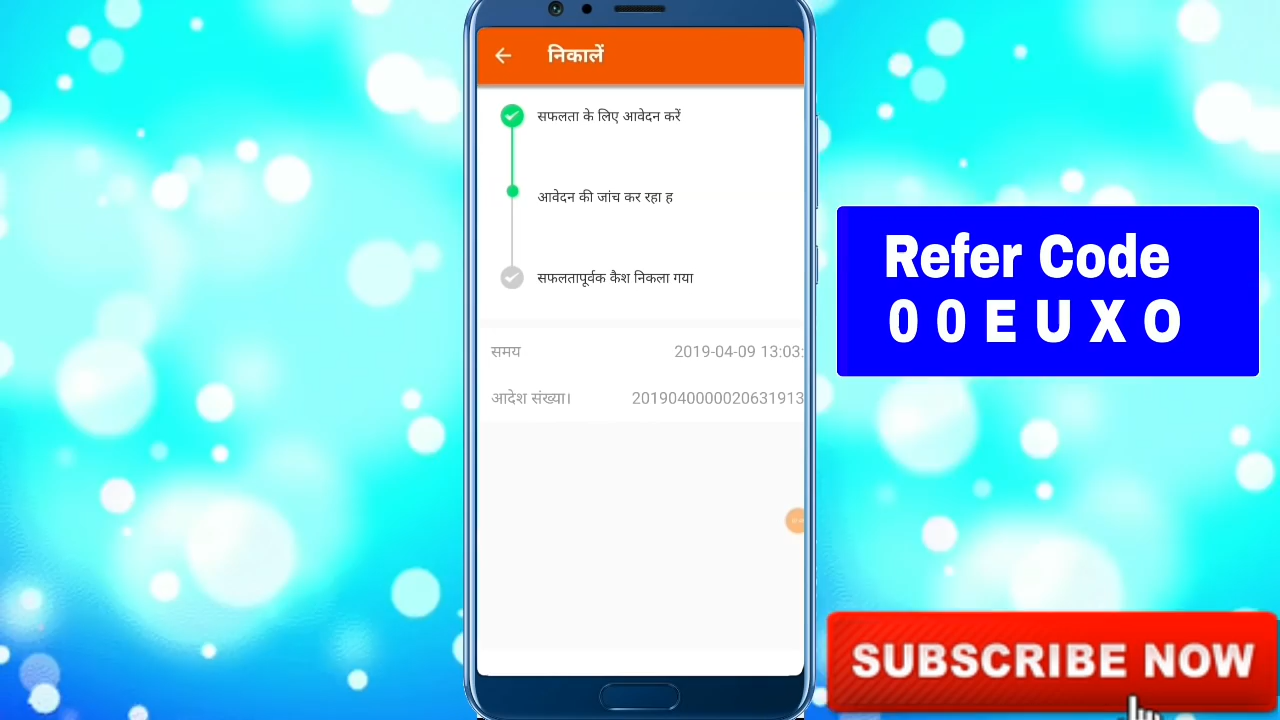 निकालें
सफलता के लिए आवेदन करें
आवेदन की जांच कर रहा ह
सफलतापूर्वक कैश निकला गया
समय 2019-04-09 13:03:
आदेश संख्या। 2019040000020631913
Refer Code
0 0 E U X O
SUBSCRIBE NOW